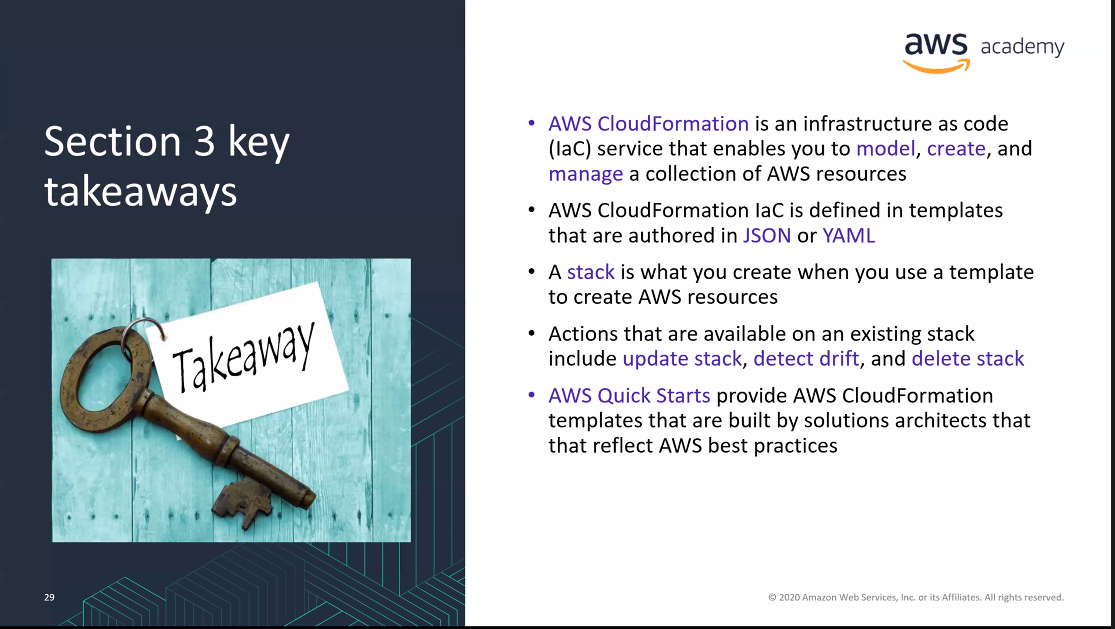 aws academy
Section 3 key
takeaways
Takeaway
• AWS CloudFormation is an infrastructure as code
(IaC) service that enables you to model, create, and
manage a collection of AWS resources
• AWS CloudFormation IaC is defined in templates
that are authored in JSON or YAML
• A stack is what you create when you use a template
to create AWS resources
• Actions that are available on an existing stack
include update stack, detect drift, and delete stack
• AWS Quick Starts provide AWS CloudFormation
templates that are built by solutions architects that
that reflect AWS best practices
29
© 2020 Amazon Web Services, Inc. or its Affiliates. All rights reserved.